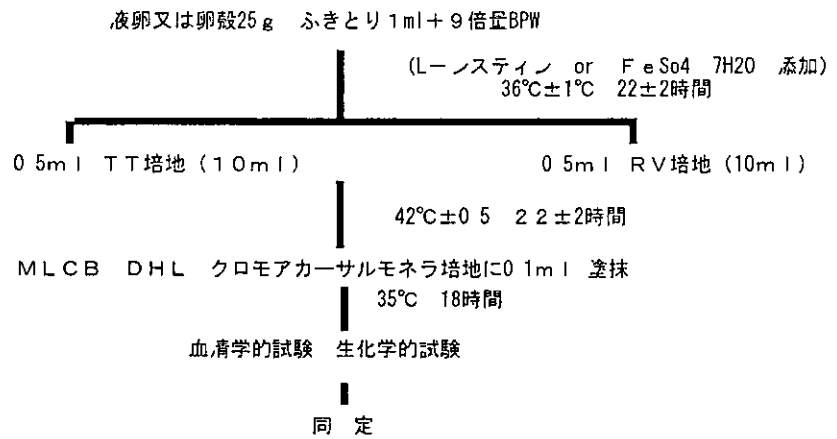 液卵又は卵殻25g ふきとり1ml+9倍量BPW
(L-ノスティノ or FeSo4 7H20 添加)
36℃±1℃ 22±2時間
0 5ml TT培地(10ml) 0 5ml RV培地(10ml)
42℃±0 5 22±2時間
MLCB DHL クロモアカーサルモネラ培地に0 1ml 塗抹
35℃ 18時間
血清学的試験 生化学的試験
同 定